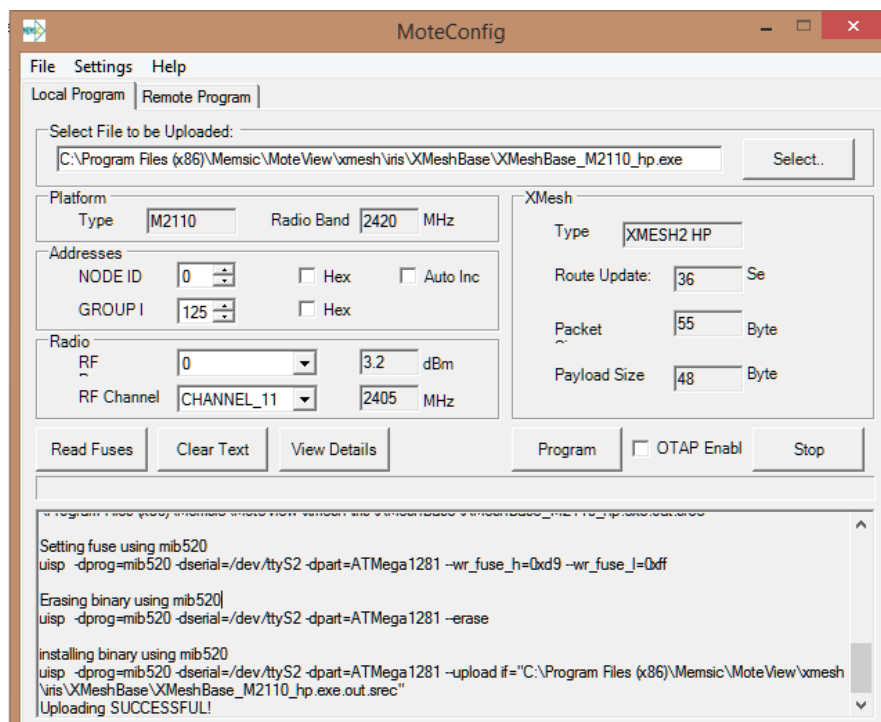 MoteConfig
File Settings Help
Local Program Remote Program
Select File to be Uploaded:
C:\Program Files (x86)\Memsic\MoteView\xmesh\iris\XMeshBase\XMeshBase_M2110_hp.exe Select..
Platform
Type M2110 Radio Band 2420 MHz
Addresses
NODE ID 0 Hex Auto Inc
GROUP I 125 Hex
Radio
RF 0 3.2 dBm
RF Channel CHANNEL_11 2405 MHz
XMesh
Type XMESH2 HP
Route Update: 36 Se
Packet 55 Byte
Payload Size 48 Byte
Read Fuses Clear Text View Details Program OTAP Enabl Stop
Setting fuse using mib520
uisp -dprog=mib520 -dserial=/dev/ttyS2 -dpart=ATMega1281 --wr_fuse_h=0xd9 --wr_fuse_l=0xff
Erasing binary using mib520
uisp -dprog=mib520 -dserial=/dev/ttyS2 -dpart=ATMega1281 --erase
installing binary using mib520
uisp -dprog=mib520 -dserial=/dev/ttyS2 -dpart=ATMega1281 --upload if="C:\Program Files (x86)\Memsic\MoteView\xmesh
\iris\XMeshBase\XMeshBase_M2110_hp.exe.out.srec"
Uploading SUCCESSFUL!